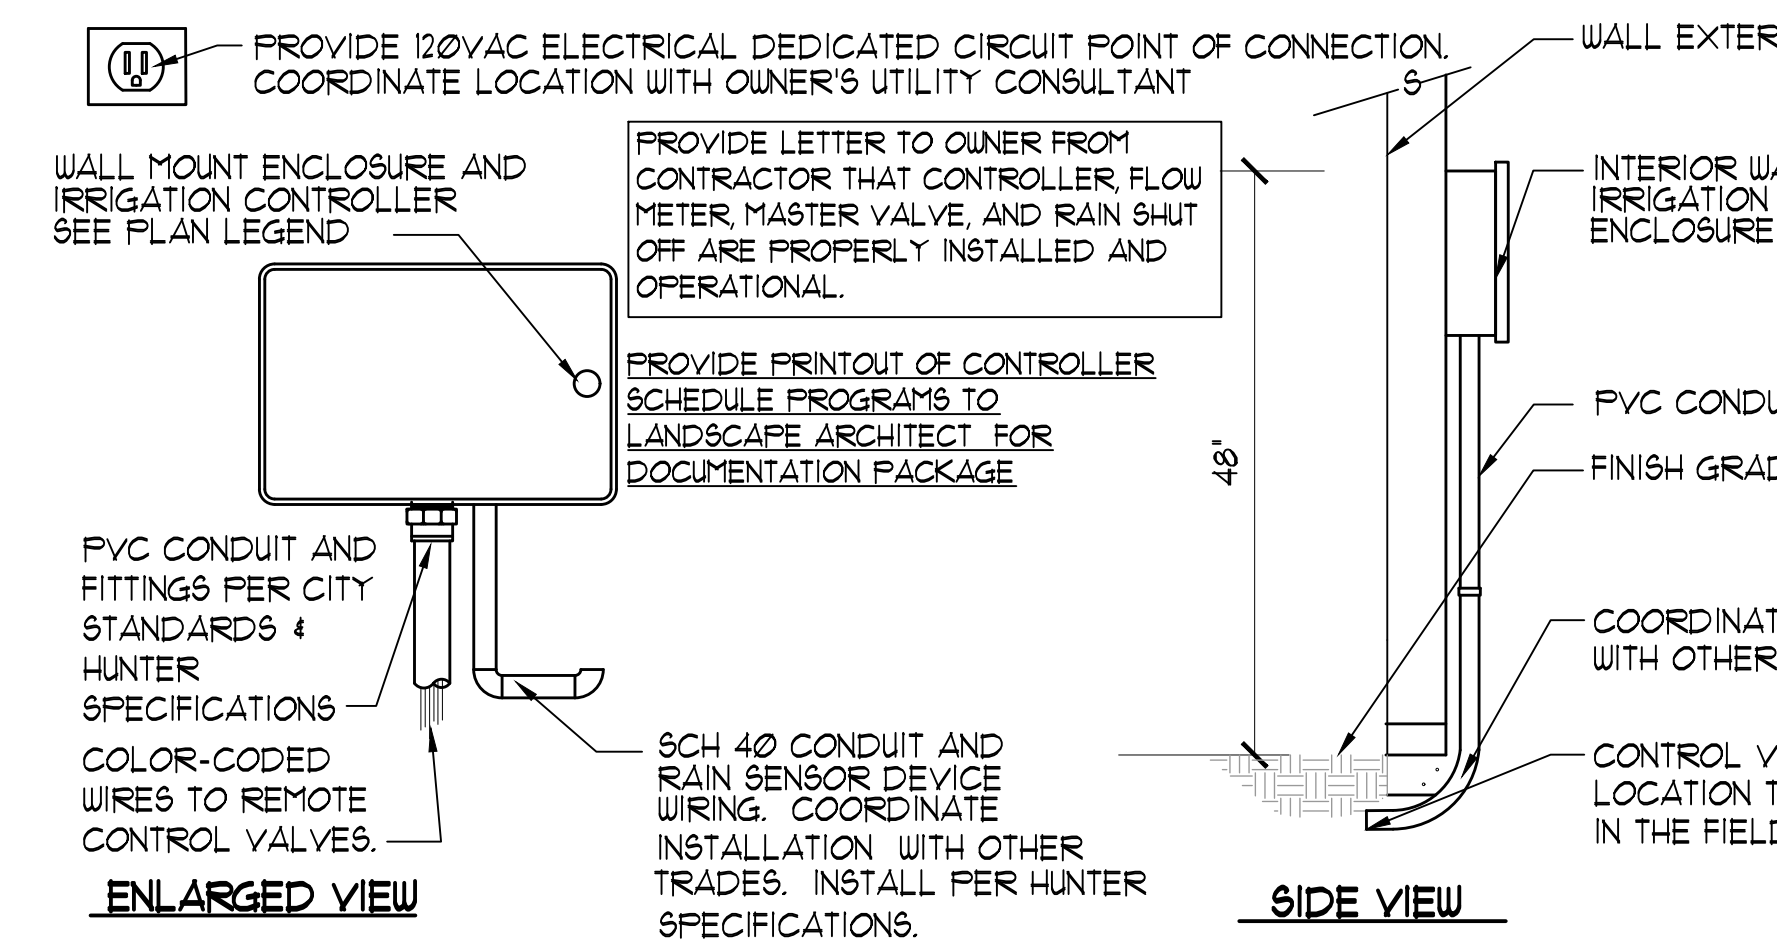 PROVIDE 120VAC ELECTRICAL DEDICATED CIRCUIT POINT OF CONNECTION.
COORDINATE LOCATION WITH OWNER'S UTILITY CONSULTANT
S
WALL MOUNT ENCLOSURE AND
IRRIGATION CONTROLLER
SEE PLAN LEGEND
PROVIDE LETTER TO OWNER FROM
CONTRACTOR THAT CONTROLLER, FLOW
METER, MASTER VALVE, AND RAIN SHUT
OFF ARE PROPERLY INSTALLED AND
OPERATIONAL.
PROVIDE PRINTOUT OF CONTROLLER
SCHEDULE PROGRAMS TO
LANDSCAPE ARCHITECT FOR
DOCUMENTATION PACKAGE
PVC CONDUIT AND
FITTINGS PER CITY
STANDARDS &
HUNTER
SPECIFICATIONS
COLOR-CODED
WIRES TO REMOTE
CONTROL VALVES.
ENLARGED VIEW
SCH 40 CONDUIT AND
RAIN SENSOR DEVICE
WIRING. COORDINATE
INSTALLATION WITH OTHER
TRADES. INSTALL PER HUNTER
SPECIFICATIONS.
48"
WALL
INTERIOR
IRRIGATION
ENCLOSURE
PVC
FINISH
WITH OTHER
CONTROL
LOCATION
IN THE
SIDE VIEW